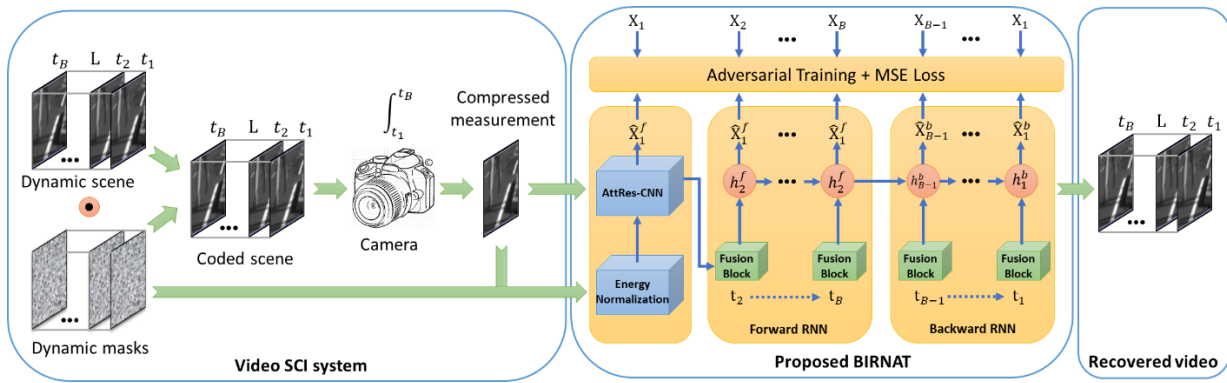 t_B L t_2 t_1
•••
Dynamic scene
•••
Dynamic masks
t_B L t_2 t_1
•••
Coded scene
∫_{t_1}^{t_B}
Camera
Compressed
measurement
Video SCI system
X_1 X_2 ••• X_B X_{B−1} ••• X_1
Adversarial Training + MSE Loss
X̂_1^f X̂_1^f ••• X̂_1^f X̂_{B−1}^b ••• X̂_1^b
AttRes-CNN
h_2^f ••• h_2^f h_{B−1}^b ••• h_1^b
Energy
Normalization
Fusion
Block
Fusion
Block
Fusion
Block
Fusion
Block
t_2 t_B t_{B−1} t_1
Forward RNN
Backward RNN
Proposed BIRNAT
t_B L t_2 t_1
•••
Recovered video